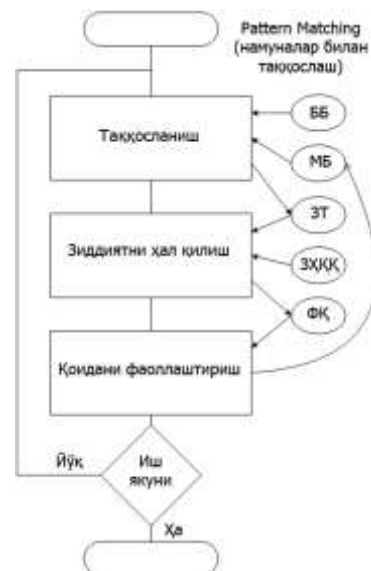 Pattern Matching
(намуналар билан
таққослаш)
Таққосланиш
ББ
МБ
ЗТ
Зиддиятни ҳал қилиш
ЗҲҚҚ
ФҚ
Қоидани фаоллаштириш
Йўқ
Иш
якуни
Ҳа